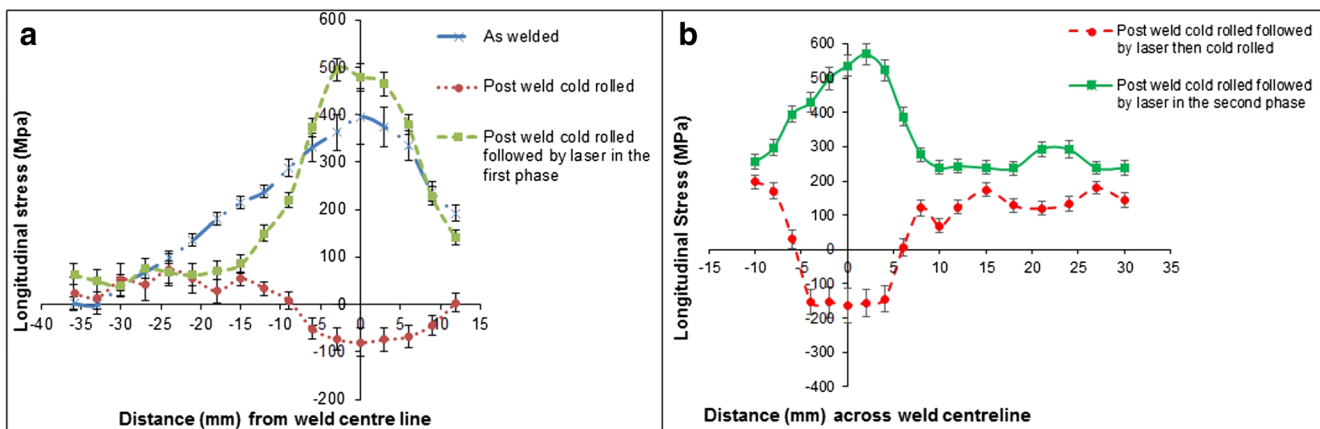 a
600
500
400
300
200
100
0
-100
-200
-40 -35 -30 -25 -20 -15 -10 -5 0 5 10 15
Longitudinal stress (Mpa)
Distance (mm) from weld centre line
As welded
Post weld cold rolled
Post weld cold rolled
followed by laser in the
first phase
b
600
500
400
300
200
100
0
-100
-200
-300
-400
-15 -10 -5 0 5 10 15 20 25 30 35
Longitudinal Stress (MPa)
Distance (mm) across weld centreline
Post weld cold rolled followed
by laser then cold rolled
Post weld cold rolled followed
by laser in the second phase